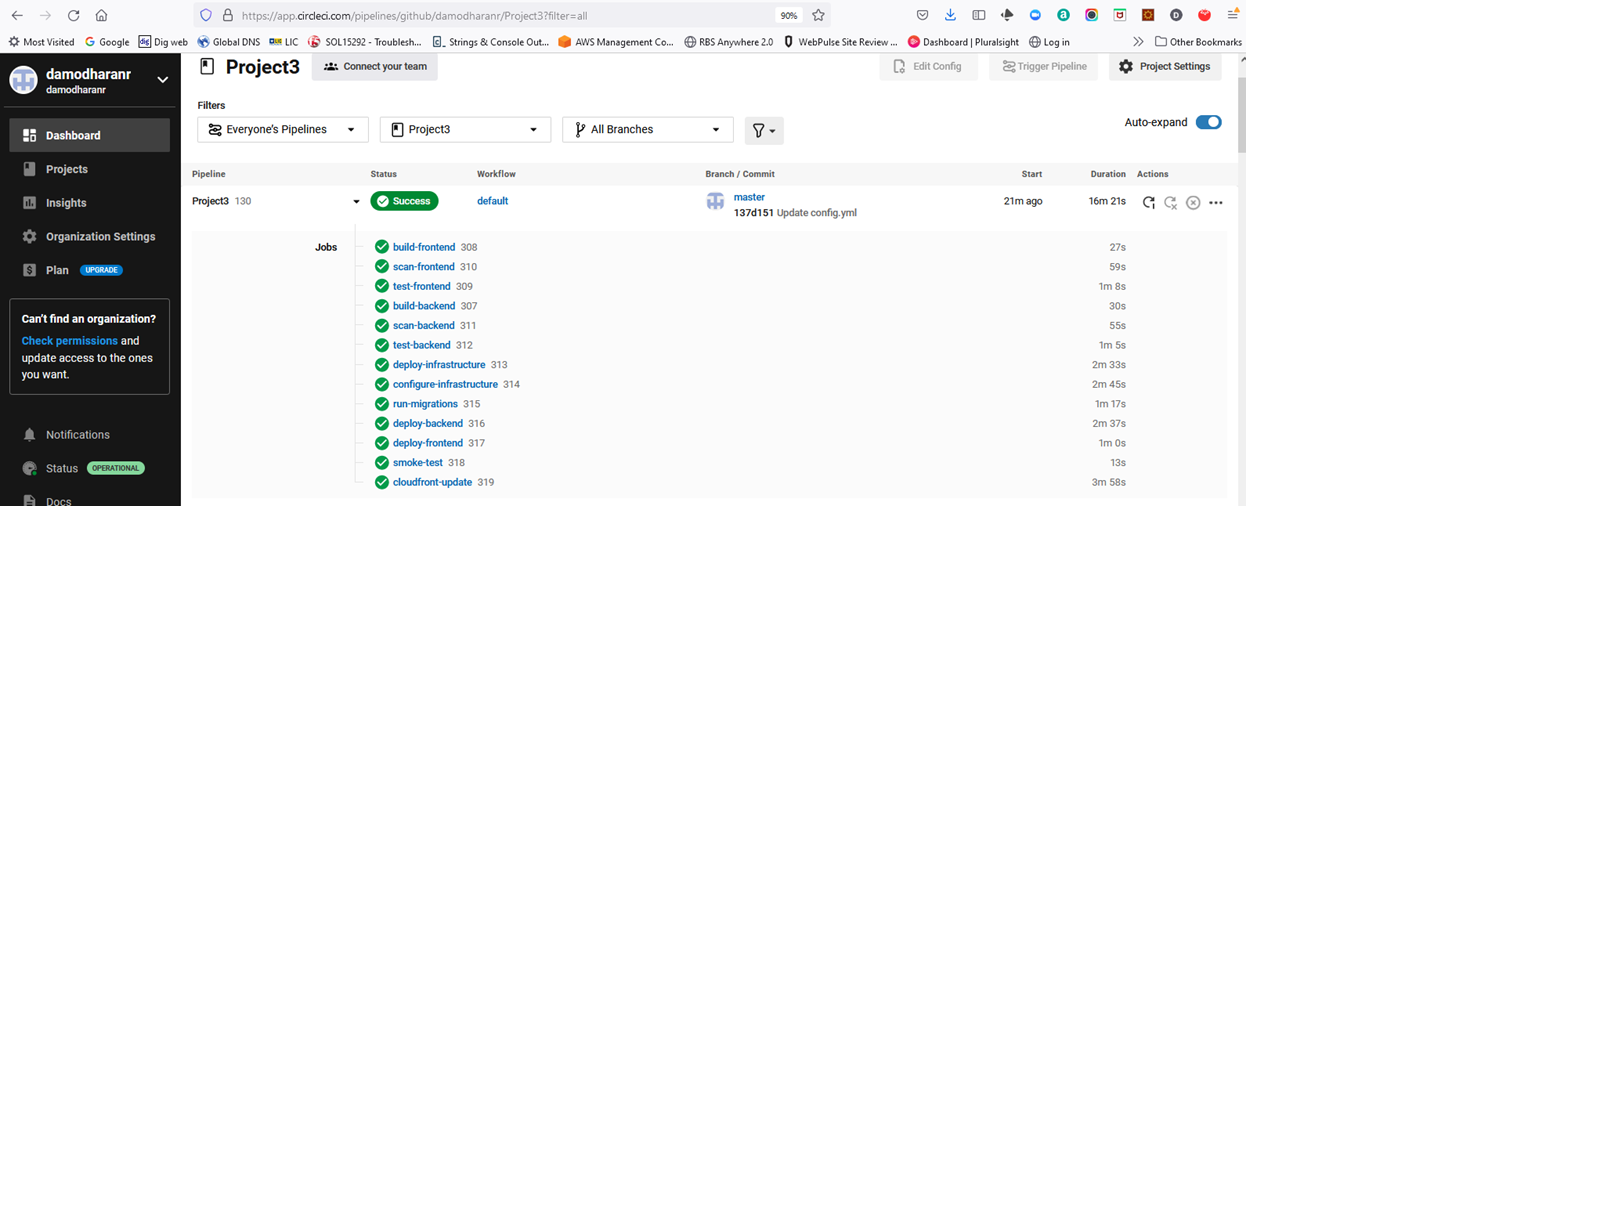 https://app.circleci.com/pipelines/github/damodharanr/Project3?filter=all 90%
Most Visited Google Dig web Global DNS LIC SOL15292 - Troublesh... Strings & Console Out... AWS Management Co... RBS Anywhere 2.0 WebPulse Site Review ... Dashboard | Pluralsight Log in Other Bookmarks
damodharanr
damodharanr
Dashboard
Projects
Insights
Organization Settings
Plan UPGRADE
Can't find an organization?
Check permissions and
update access to the ones
you want.
Notifications
Status OPERATIONAL
Docs
Project3 Connect your team Edit Config Trigger Pipeline Project Settings
Filters
Everyone's Pipelines Project3 All Branches Auto-expand
Pipeline Status Workflow Branch / Commit Start Duration Actions
Project3 130 Success default master 21m ago 16m 21s
137d151 Update config.yml
Jobs build-frontend 308 27s
scan-frontend 310 59s
test-frontend 309 1m 8s
build-backend 307 30s
scan-backend 311 55s
test-backend 312 1m 5s
deploy-infrastructure 313 2m 33s
configure-infrastructure 314 2m 45s
run-migrations 315 1m 17s
deploy-backend 316 2m 37s
deploy-frontend 317 1m 0s
smoke-test 318 13s
cloudfront-update 319 3m 58s